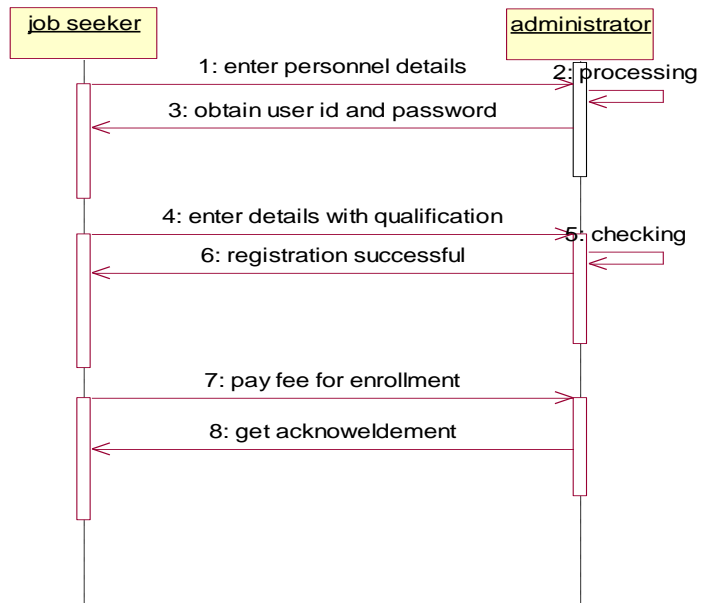 job seeker
administrator
1: enter personnel details
2: processing
3: obtain user id and password
4: enter details with qualification
5: checking
6: registration successful
7: pay fee for enrollment
8: get acknoweldement